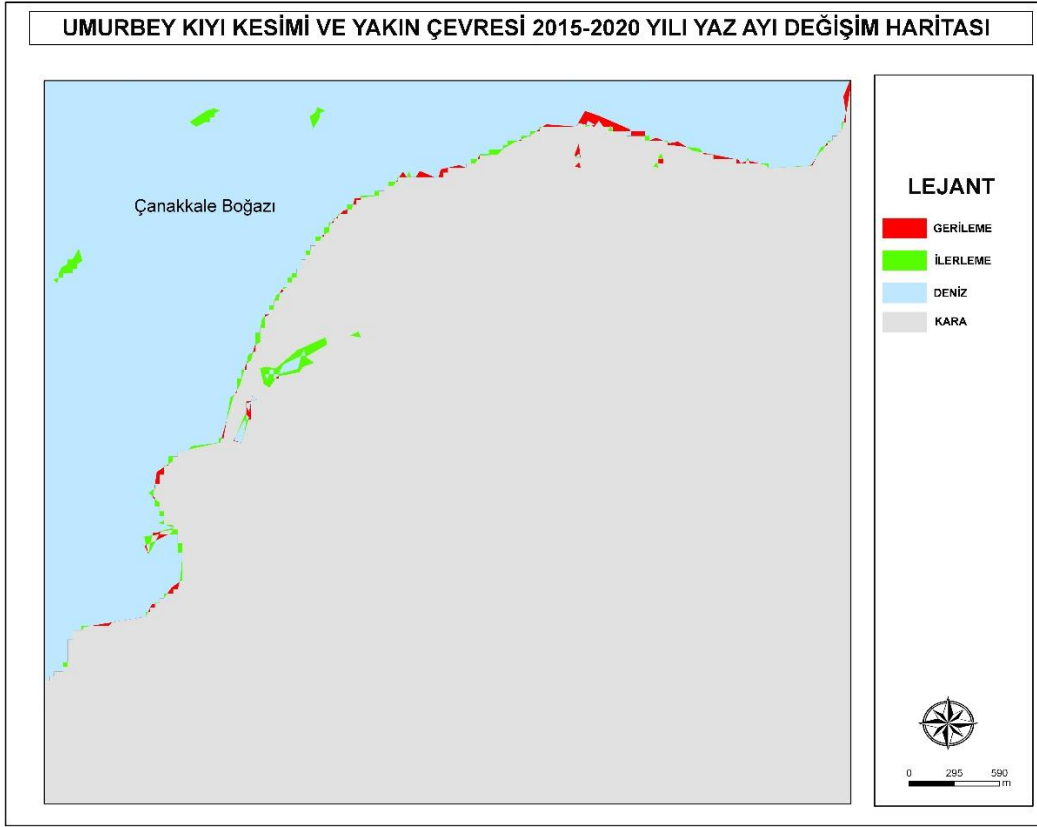 UMURBEY KIYI KESİMİ VE YAKIN ÇEVRESİ 2015-2020 YILI YAZ AYI DEĞİŞİM HARİTASI
Çanakkale Boğazı
LEJANT
GERİLEME
İLERLEME
DENİZ
KARA
0 295 590
m